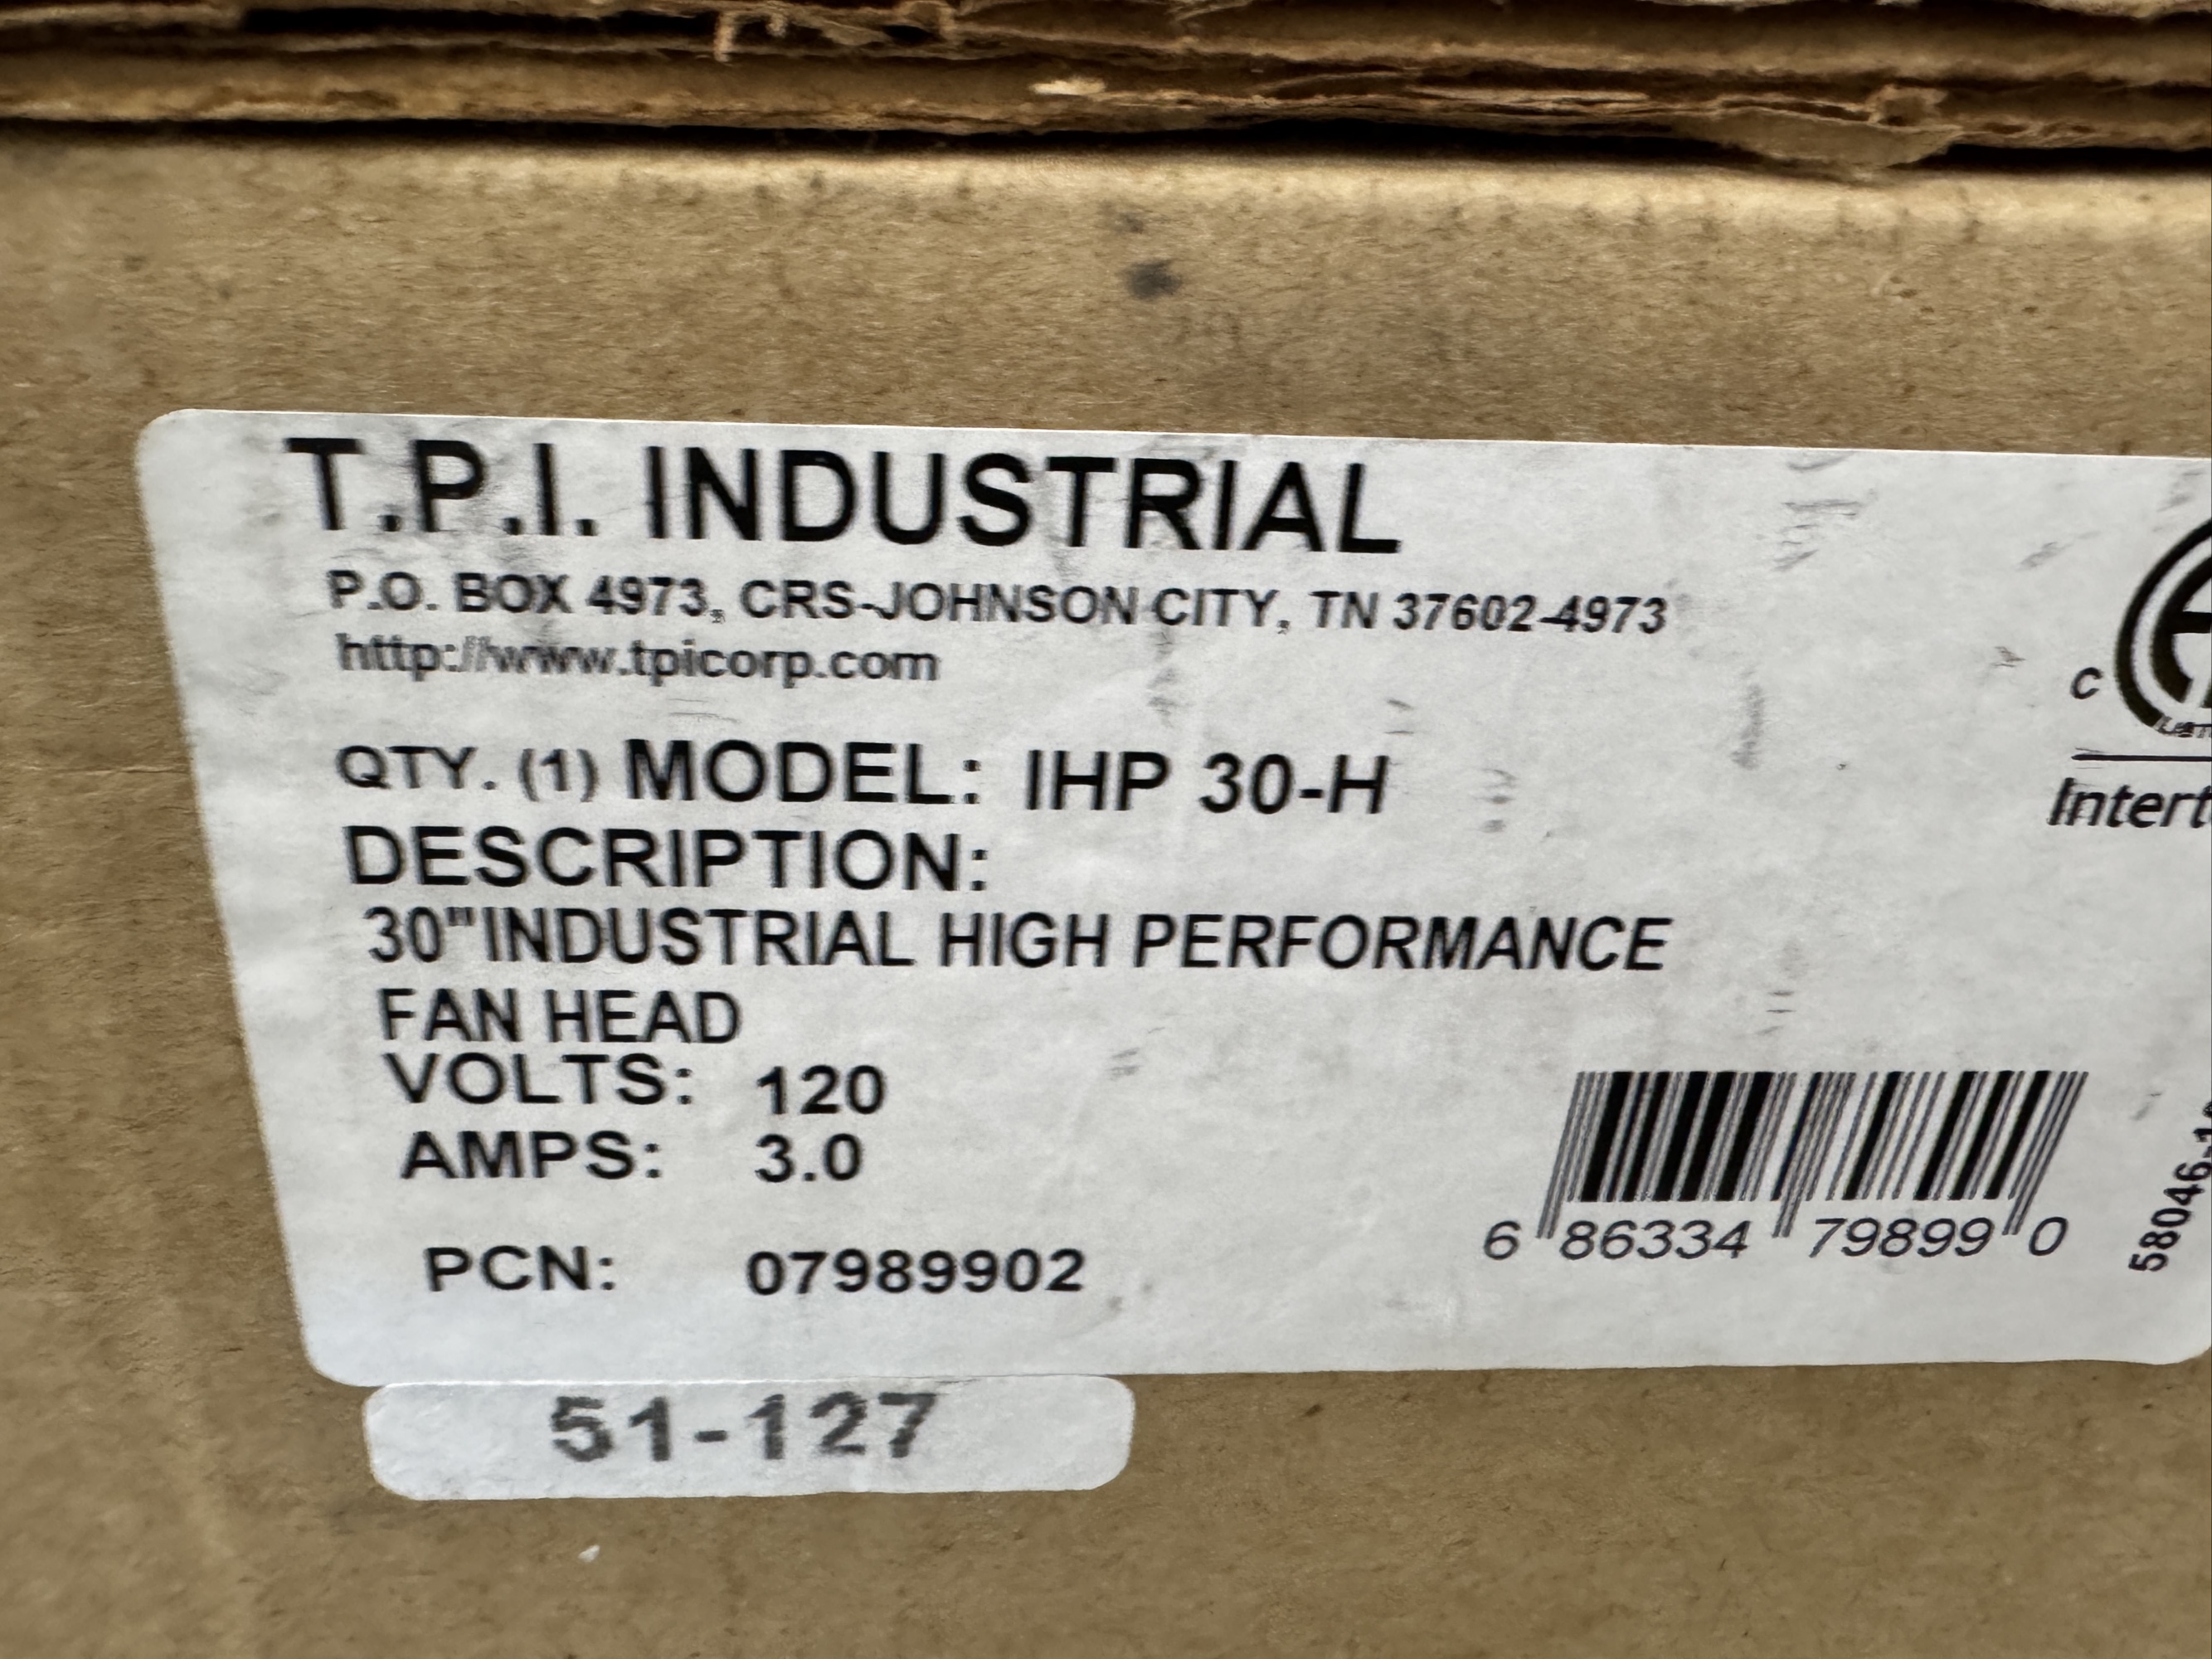 T.P.I. INDUSTRIAL
P.O. BOX 4973, CRS-JOHNSON CITY, TN 37602-4973
http://www.tpicorp.com
QTY. (1) MODEL: IHP 30-H
DESCRIPTION:
30"INDUSTRIAL HIGH PERFORMANCE
FAN HEAD
VOLTS: 120
AMPS: 3.0
PCN: 07989902
c
6 86334 79899 0
51-127